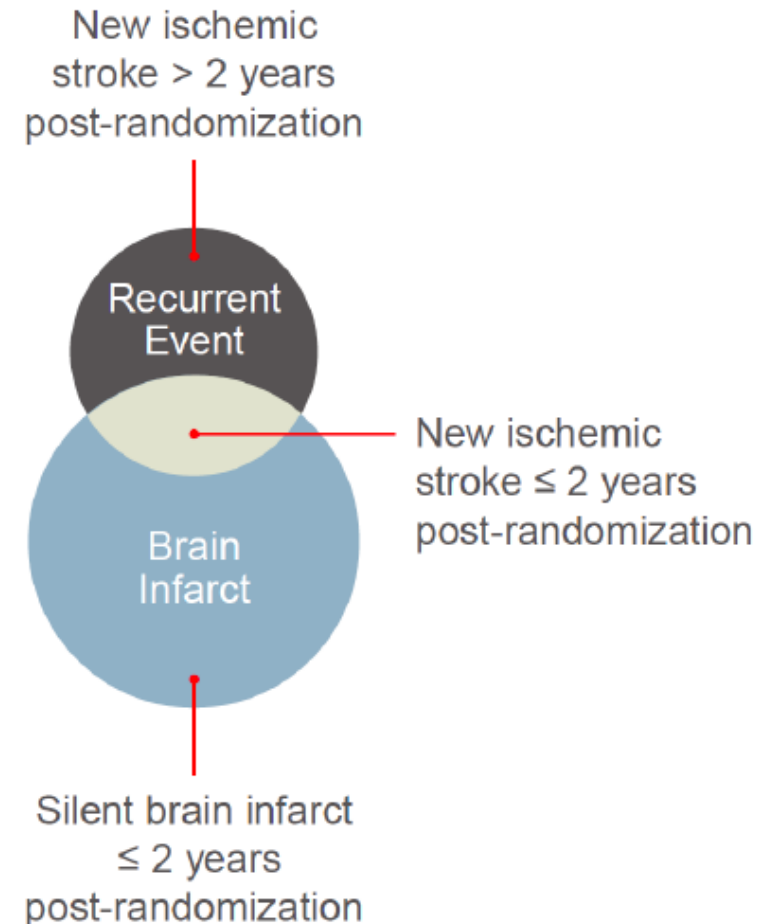 New ischemic
stroke > 2 years
post-randomization
Recurrent
Event
New ischemic
stroke ≤ 2 years
post-randomization
Brain
Infarct
Silent brain infarct
≤ 2 years
post-randomization